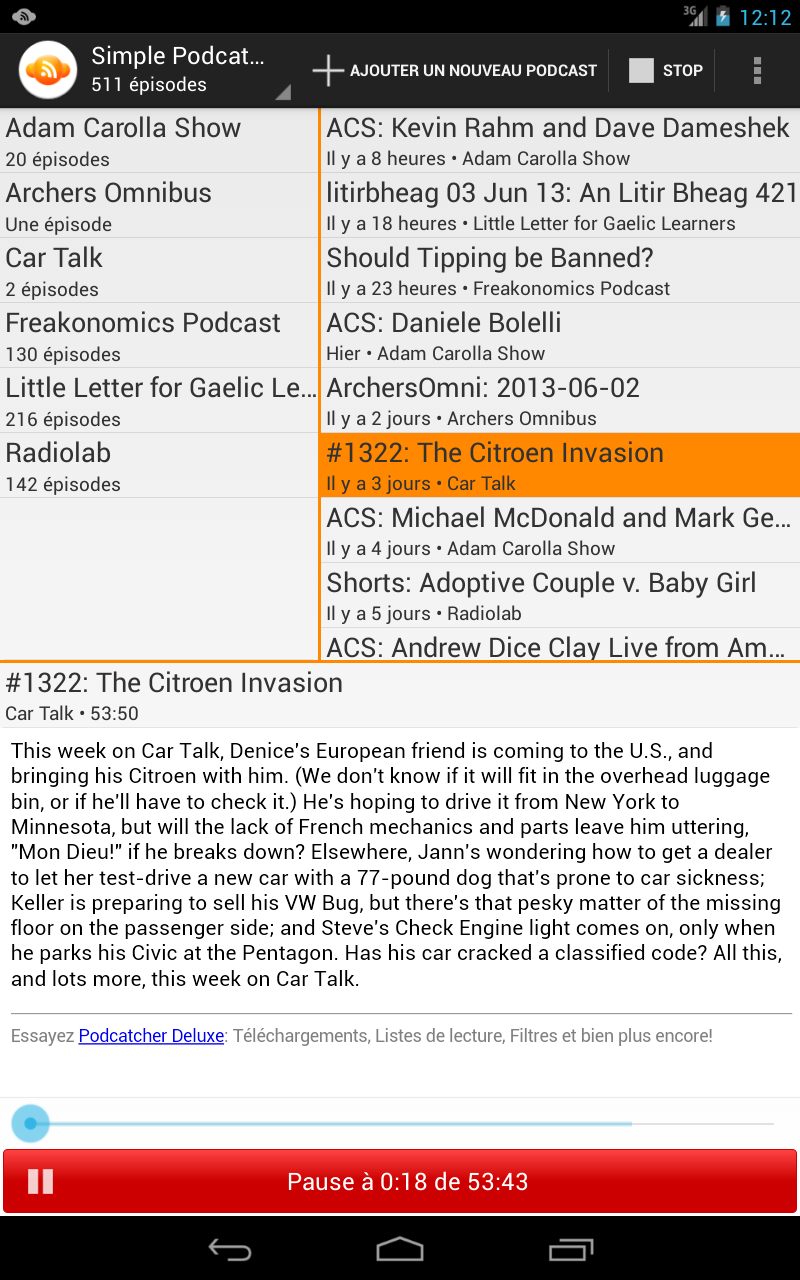 3G 12:12
Simple Podcat...
511 épisodes
AJOUTER UN NOUVEAU PODCAST
STOP
Adam Carolla Show
20 épisodes
Archers Omnibus
Une épisode
Car Talk
2 épisodes
Freakonomics Podcast
130 épisodes
Little Letter for Gaelic Le...
216 épisodes
Radiolab
142 épisodes
ACS: Kevin Rahm and Dave Dameshek
Il y a 8 heures • Adam Carolla Show
litirbheag 03 Jun 13: An Litir Bheag 421
Il y a 18 heures • Little Letter for Gaelic Learners
Should Tipping be Banned?
Il y a 23 heures • Freakonomics Podcast
ACS: Daniele Bolelli
Hier • Adam Carolla Show
ArchersOmni: 2013-06-02
Il y a 2 jours • Archers Omnibus
#1322: The Citroen Invasion
Il y a 3 jours • Car Talk
ACS: Michael McDonald and Mark Ge...
Il y a 4 jours • Adam Carolla Show
Shorts: Adoptive Couple v. Baby Girl
Il y a 5 jours • Radiolab
ACS: Andrew Dice Clay Live from Am...
#1322: The Citroen Invasion
Car Talk • 53:50
This week on Car Talk, Denice's European friend is coming to the U.S., and
bringing his Citroen with him. (We don't know if it will fit in the overhead luggage
bin, or if he'll have to check it.) He's hoping to drive it from New York to
Minnesota, but will the lack of French mechanics and parts leave him uttering,
"Mon Dieu!" if he breaks down? Elsewhere, Jann's wondering how to get a dealer
to let her test-drive a new car with a 77-pound dog that's prone to car sickness;
Keller is preparing to sell his VW Bug, but there's that pesky matter of the missing
floor on the passenger side; and Steve's Check Engine light comes on, only when
he parks his Civic at the Pentagon. Has his car cracked a classified code? All this,
and lots more, this week on Car Talk.
Essayez Podcatcher Deluxe: Téléchargements, Listes de lecture, Filtres et bien plus encore!
Pause à 0:18 de 53:43